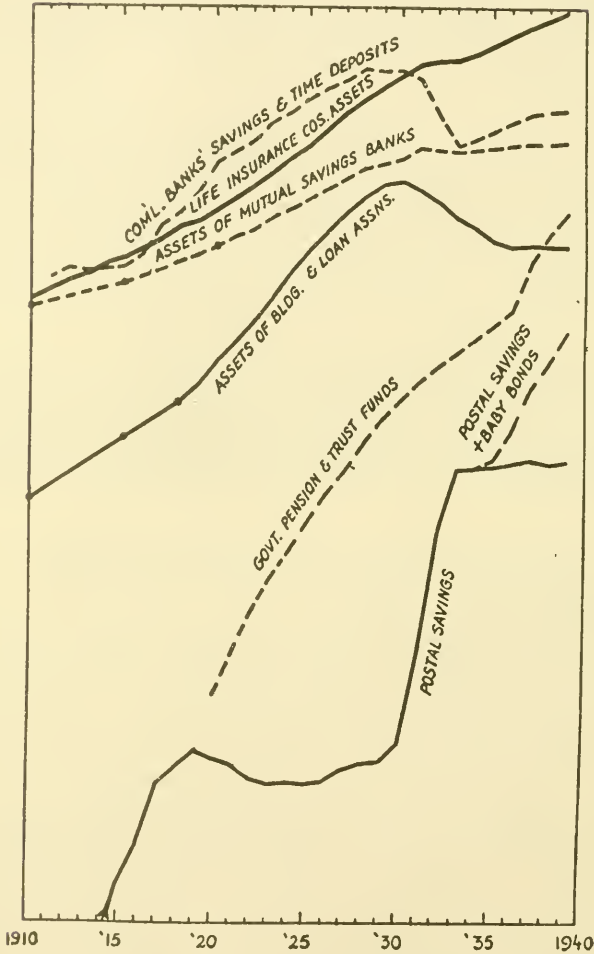 COM'L. BANKS' SAVINGS & TIME DEPOSITS
LIFE INSURANCE COS. ASSETS
ASSETS OF MUTUAL SAVINGS BANKS
ASSETS OF BLDG. & LOAN ASSNS.
GOVT. PENSION & TRUST FUNDS
POSTAL SAVINGS
+BABY BONDS
POSTAL SAVINGS
1910 '15 '20 '25 '30 '35 1940